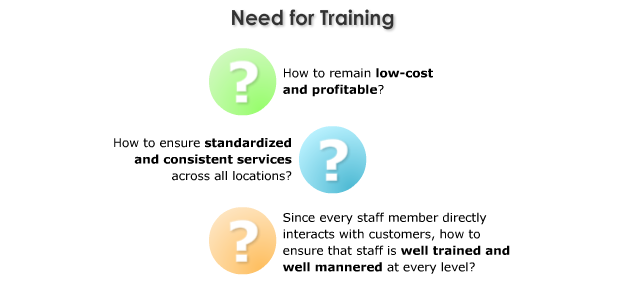 Need for Training
?
How to remain low-cost
and profitable?
How to ensure standardized
and consistent services
across all locations?
?
?
Since every staff member directly
interacts with customers, how to
ensure that staff is well trained and
well mannered at every level?